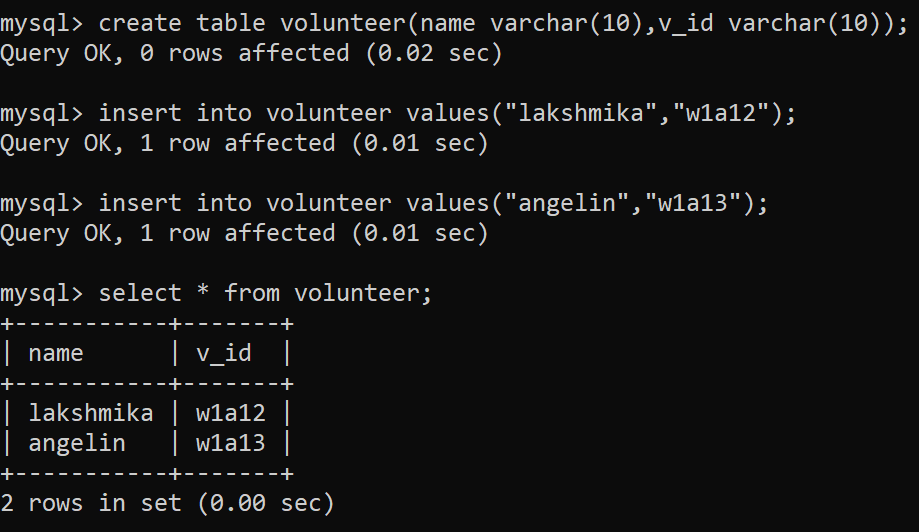 mysql> create table volunteer(name varchar(10),v_id varchar(10));
Query OK, 0 rows affected (0.02 sec)

mysql> insert into volunteer values("lakshmika","w1a12");
Query OK, 1 row affected (0.01 sec)

mysql> insert into volunteer values("angelin","w1a13");
Query OK, 1 row affected (0.01 sec)

mysql> select * from volunteer;
+-----------+-------+
| name      | v_id  |
+-----------+-------+
| lakshmika | w1a12 |
| angelin   | w1a13 |
+-----------+-------+
2 rows in set (0.00 sec)